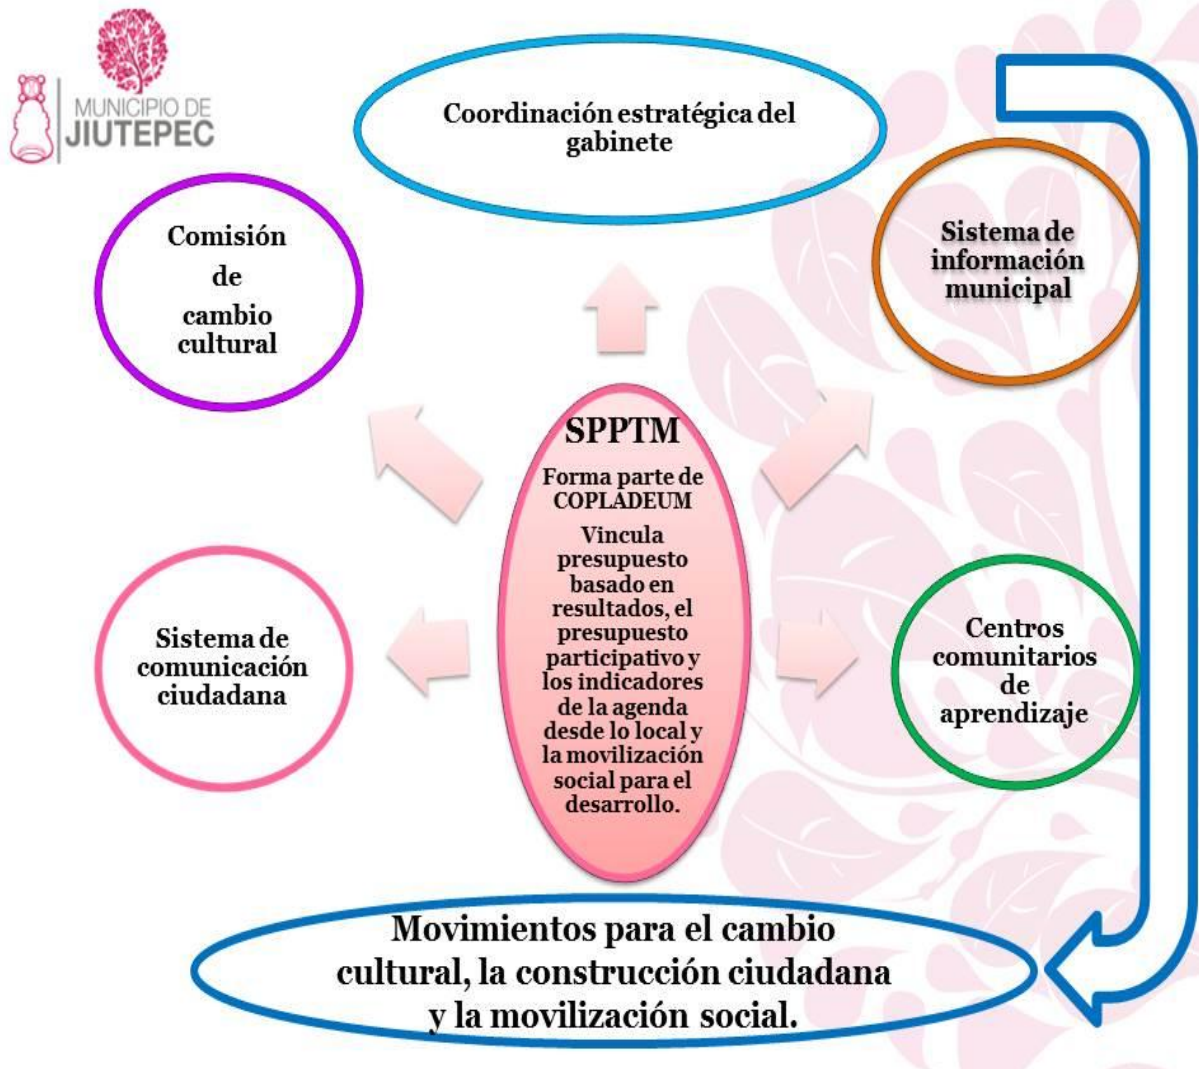 MUNICIPIO DE
JIUTEPEC
Coordinación estratégica del
gabinete
Comisión
de
cambio
cultural
Sistema de
información
municipal
SPPTM
Forma parte de
COPLADEUM
Vincula
presupuesto
basado en
resultados, el
presupuesto
participativo y
los indicadores
de la agenda
desde lo local y
la movilización
social para el
desarrollo.
Sistema de
comunicación
ciudadana
Centros
comunitarios
de
aprendizaje
Movimientos para el cambio
cultural, la construcción ciudadana
y la movilización social.